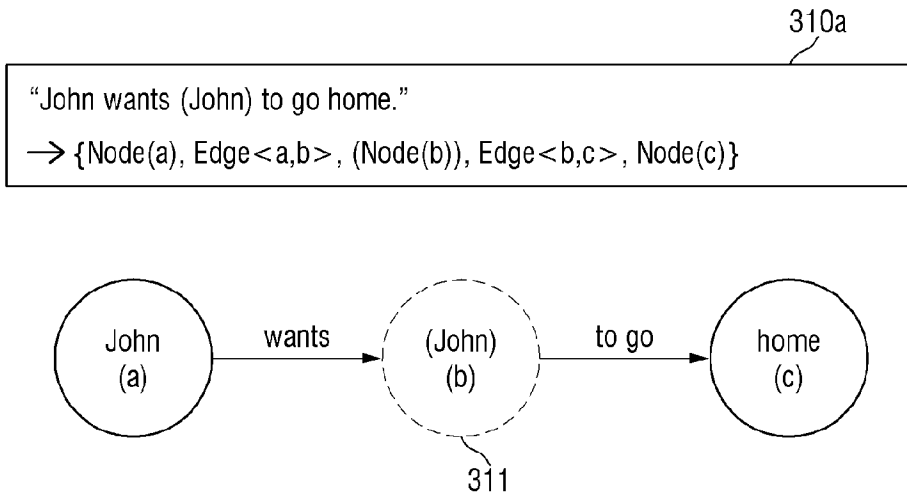 310a
“John wants (John) to go home.”
→ {Node(a), Edge<a,b>, (Node(b)), Edge<b,c>, Node(c)}
John
(a)
wants
(John)
(b)
to go
home
(c)
311